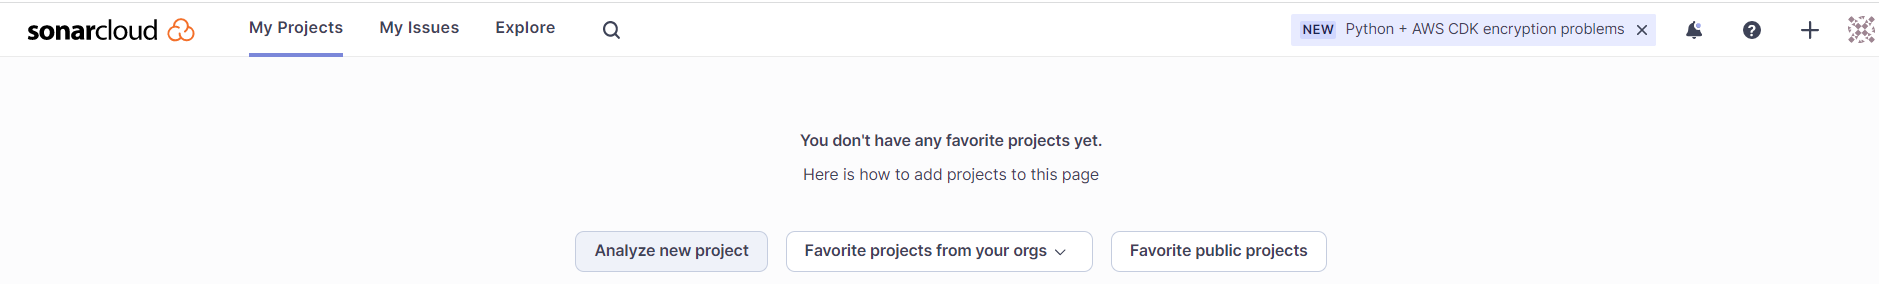 sonarcloud My Projects My Issues Explore NEW Python + AWS CDK encryption problems
You don't have any favorite projects yet.
Here is how to add projects to this page
Analyze new project Favorite projects from your orgs Favorite public projects